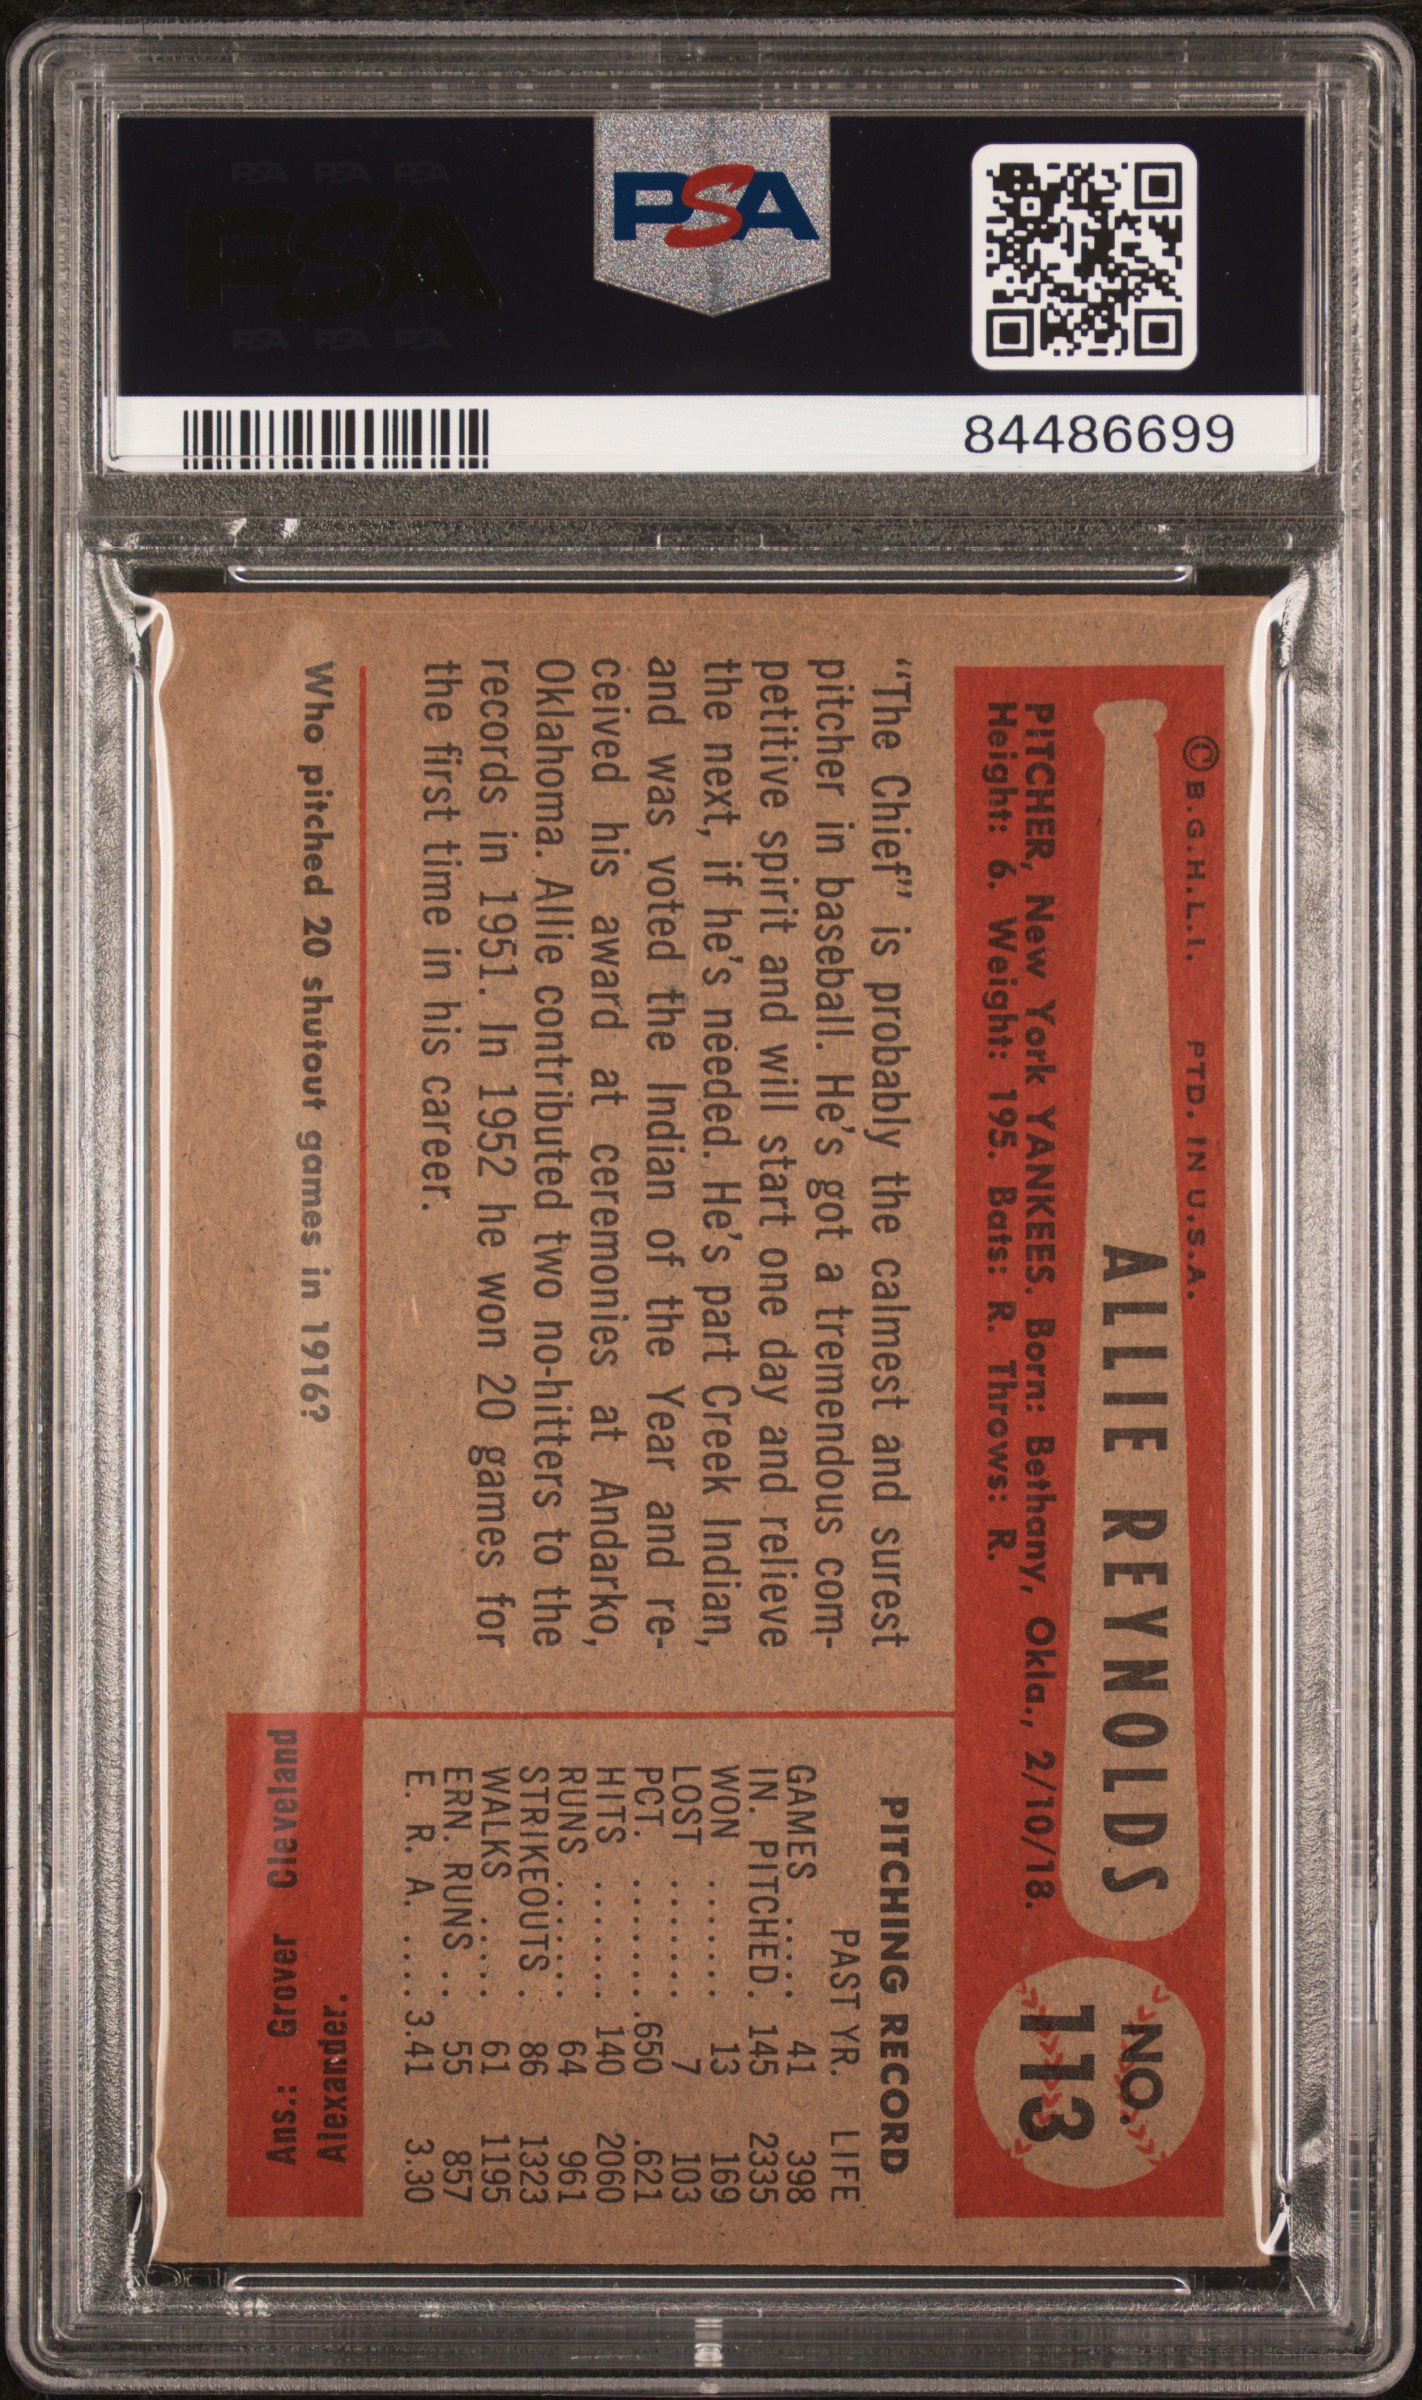 PSA PSA PSA
PSA
PSA PSA PSA
PSA
84486699
© B.G.H.L.I. PTD. IN U.S.A.
ALLIE REYNOLDS
NO.
113
PITCHER, New York YANKEES. Born: Bethany, Okla., 2/10/18.
Height: 6. Weight: 195. Bats: R. Throws: R.
"The Chief" is probably the calmest and surest
pitcher in baseball. He's got a tremendous com-
petitive spirit and will start one day and relieve
the next, if he's needed. He's part Creek Indian,
and was voted the Indian of the Year and re-
ceived his award at ceremonies at Andarko,
Oklahoma. Allie contributed two no-hitters to the
records in 1951. In 1952 he won 20 games for
the first time in his career.
PITCHING RECORD
PAST YR. LIFE
GAMES .... 41 398
IN. PITCHED. 145 2335
WON ...... 13 169
LOST ....... 7 103
PCT. ....... .650 .621
HITS ....... 140 2060
RUNS ...... 64 961
STRIKEOUTS . 86 1323
WALKS .... 61 1195
ERN. RUNS .. 55 857
E. R. A. .... 3.41 3.30
Who pitched 20 shutout games in 1916?
Ans.: Grover Cleveland
Alexander.